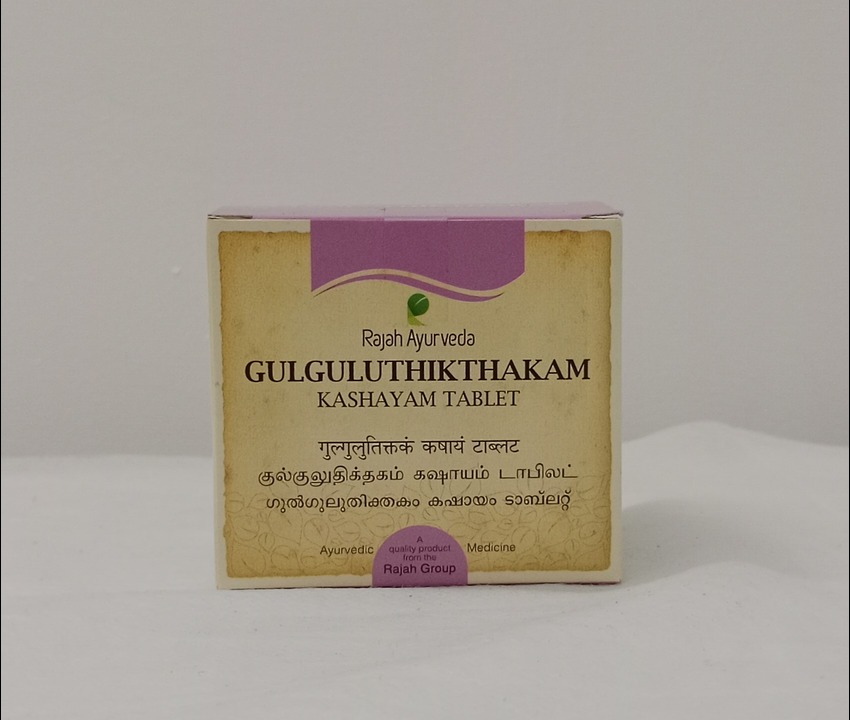 Rajah Ayurveda
GULGULUTHIKTHAKAM
KASHAYAM TABLET
गुल्गुलुतिक्तकं कषायं टाब्लट
குல்குலுதிக்தகம் கஷாயம் டாபிலட்
ഗുൽഗുലുതിക്തകം കഷായം ടാബ്‌ലറ്റ്
Ayurvedic Medicine
A
quality product
from the
Rajah Group